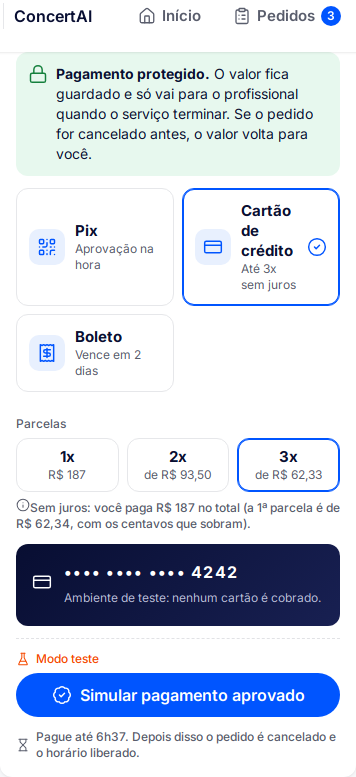 ConcertAI
Início
Pedidos 3
Pagamento protegido. O valor fica
guardado e só vai para o profissional
quando o serviço terminar. Se o pedido
for cancelado antes, o valor volta para
você.
Pix
Aprovação na
hora
Cartão
de
crédito
Até 3x
sem juros
Boleto
Vence em 2
dias
Parcelas
1x
R$ 187
2x
de R$ 93,50
3x
de R$ 62,33
Sem juros: você paga R$ 187 no total (a 1ª parcela é de
R$ 62,34, com os centavos que sobram).
•••• •••• •••• 4242
Ambiente de teste: nenhum cartão é cobrado.
Modo teste
Simular pagamento aprovado
Pague até 6h37. Depois disso o pedido é cancelado e
o horário liberado.